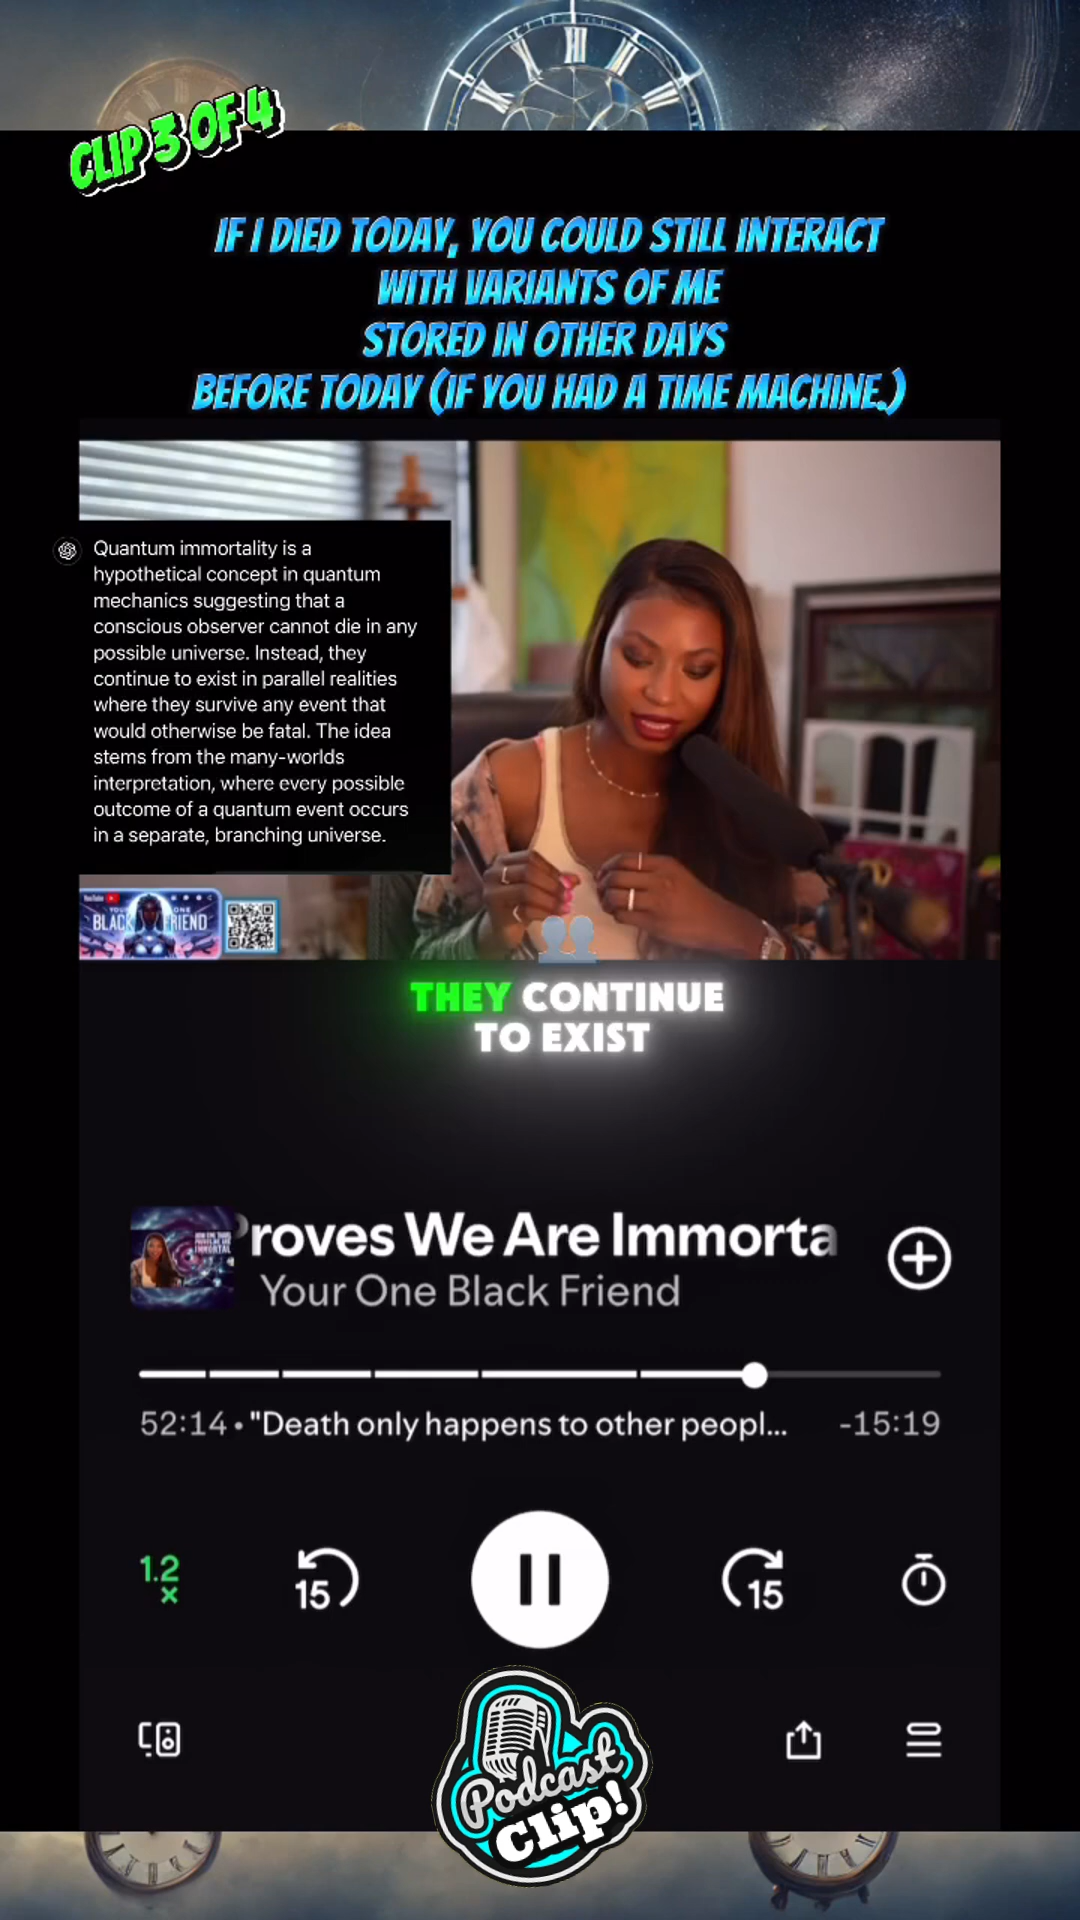 CLIP 3 OF 4
IF I DIED TODAY, YOU COULD STILL INTERACT
WITH VARIANTS OF ME
STORED IN OTHER DAYS
BEFORE TODAY (IF YOU HAD A TIME MACHINE.)
Quantum immortality is a
hypothetical concept in quantum
mechanics suggesting that a
conscious observer cannot die in any
possible universe. Instead, they
continue to exist in parallel realities
where they survive any event that
would otherwise be fatal. The idea
stems from the many-worlds
interpretation, where every possible
outcome of a quantum event occurs
in a separate, branching universe.
YouTube
YOUR ONE
BLACK FRIEND
THEY CONTINUE
TO EXIST
Proves We Are Immorta
Your One Black Friend
52:14 • "Death only happens to other peopl...
-15:19
1.2x
15
15
Podcast
Clip!